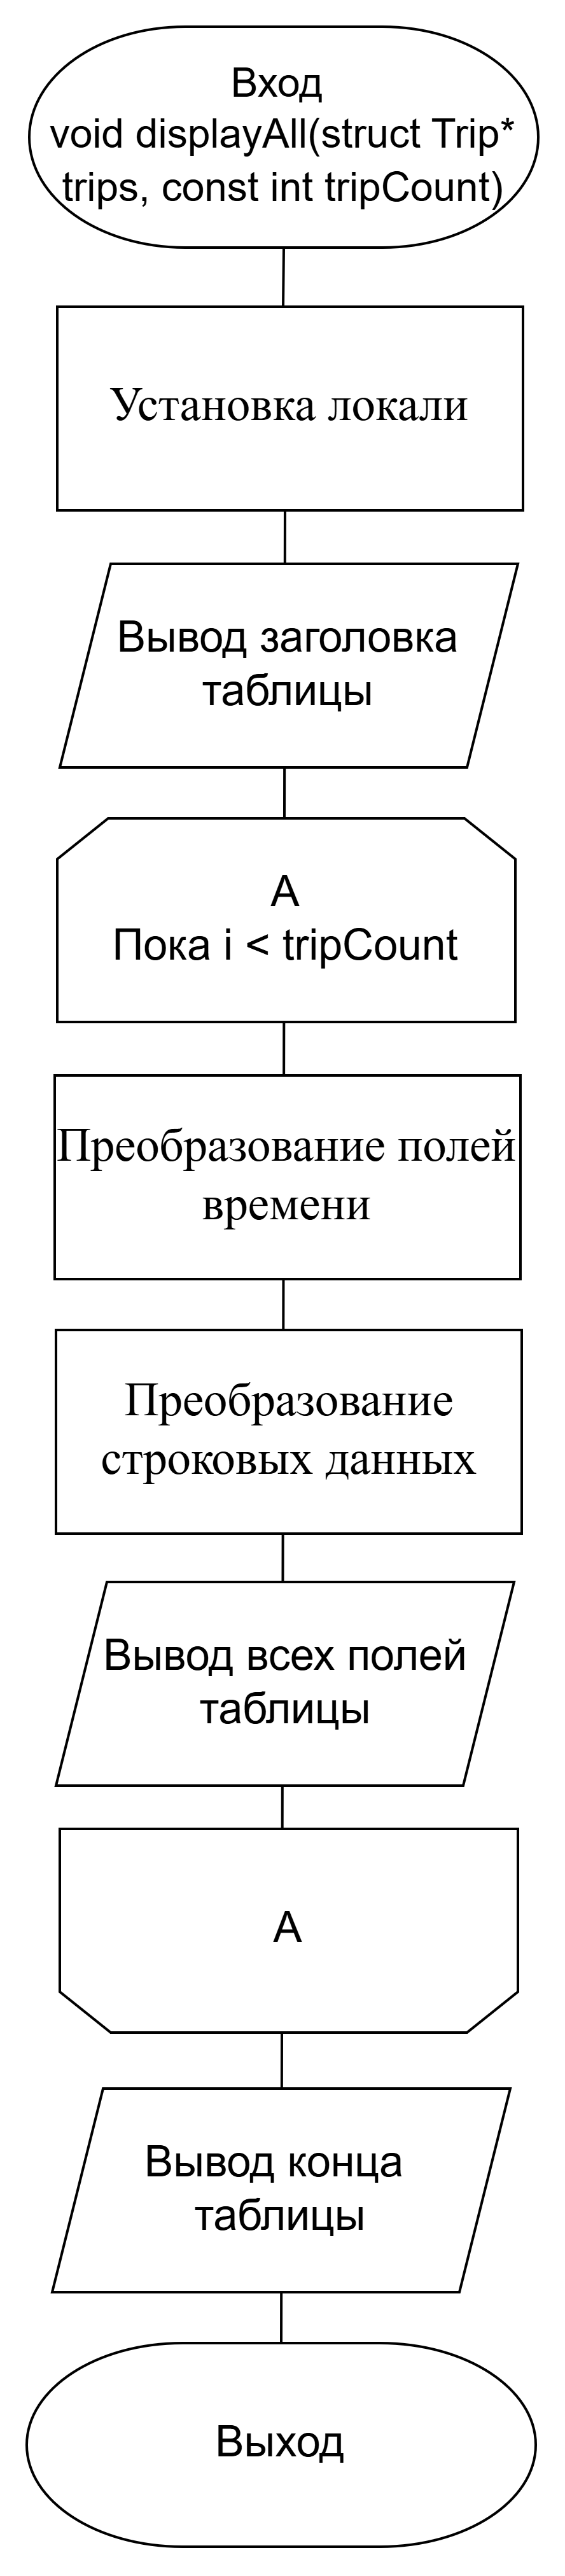 Вход
void displayAll(struct Trip*
trips, const int tripCount)
Установка локали
Вывод заголовка
таблицы
А
Пока i < tripCount
Преобразование полей
времени
Преобразование
строковых данных
Вывод всех полей
таблицы
А
Вывод конца
таблицы
Выход